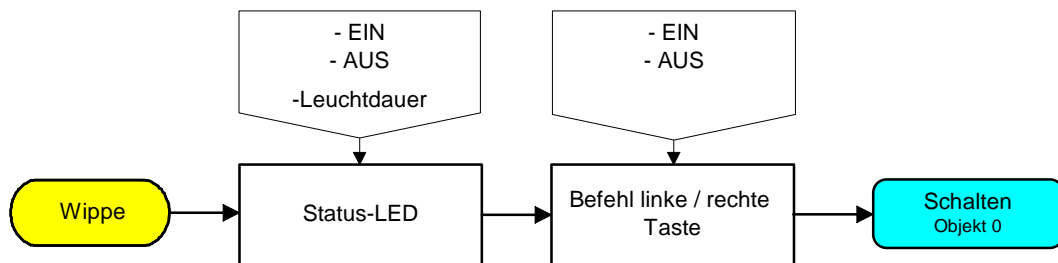 - EIN
- AUS
-Leuchtdauer
- EIN
- AUS
Wippe
Status-LED
Befehl linke / rechte
Taste
Schalten
Objekt 0